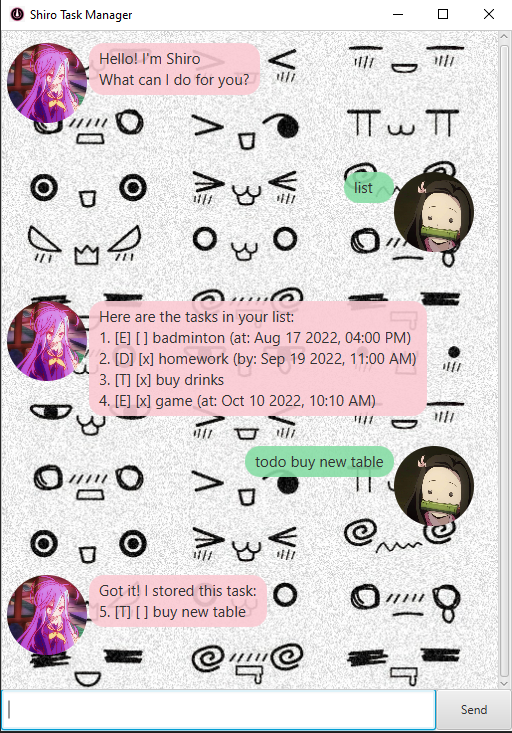 Shiro Task Manager
Hello! I'm Shiro
What can I do for you?
list
Here are the tasks in your list:
1. [E] [ ] badminton (at: Aug 17 2022, 04:00 PM)
2. [D] [x] homework (by: Sep 19 2022, 11:00 AM)
3. [T] [x] buy drinks
4. [E] [x] game (at: Oct 10 2022, 10:10 AM)
todo buy new table
Got it! I stored this task:
5. [T] [ ] buy new table
Send